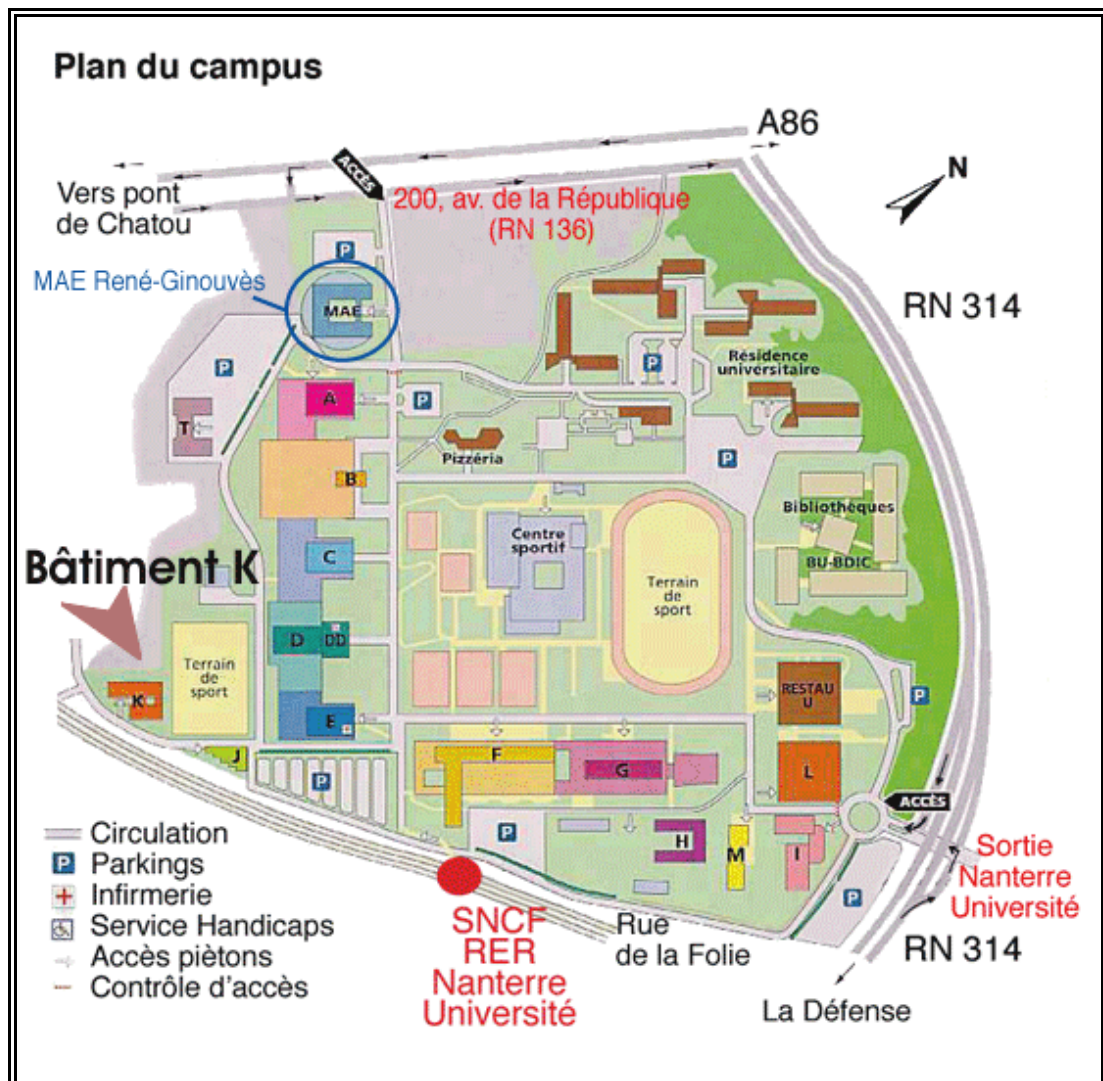 Plan du campus
A86
ACCÈS
N
Vers pont
de Chatou
200, av. de la République
(RN 136)
P
MAE René-Ginouvès
MAE
RN 314
Résidence
universitaire
P
P
A
P
T
Pizzéria
P
B
Bibliothèques
Centre
sportif
C
BU-BDIC
Terrain
de
sport
Bâtiment K
D
DD
Terrain
de
sport
K
RESTAU
U
P
E
J
F
G
L
P
ACCÈS
P
H
M
I
Circulation
P
Parkings
Infirmerie
Service Handicaps
Accès piètons
Contrôle d'accès
Sortie
Nanterre
Université
P
SNCF
RER
Nanterre
Université
Rue
de la Folie
RN 314
La Défense